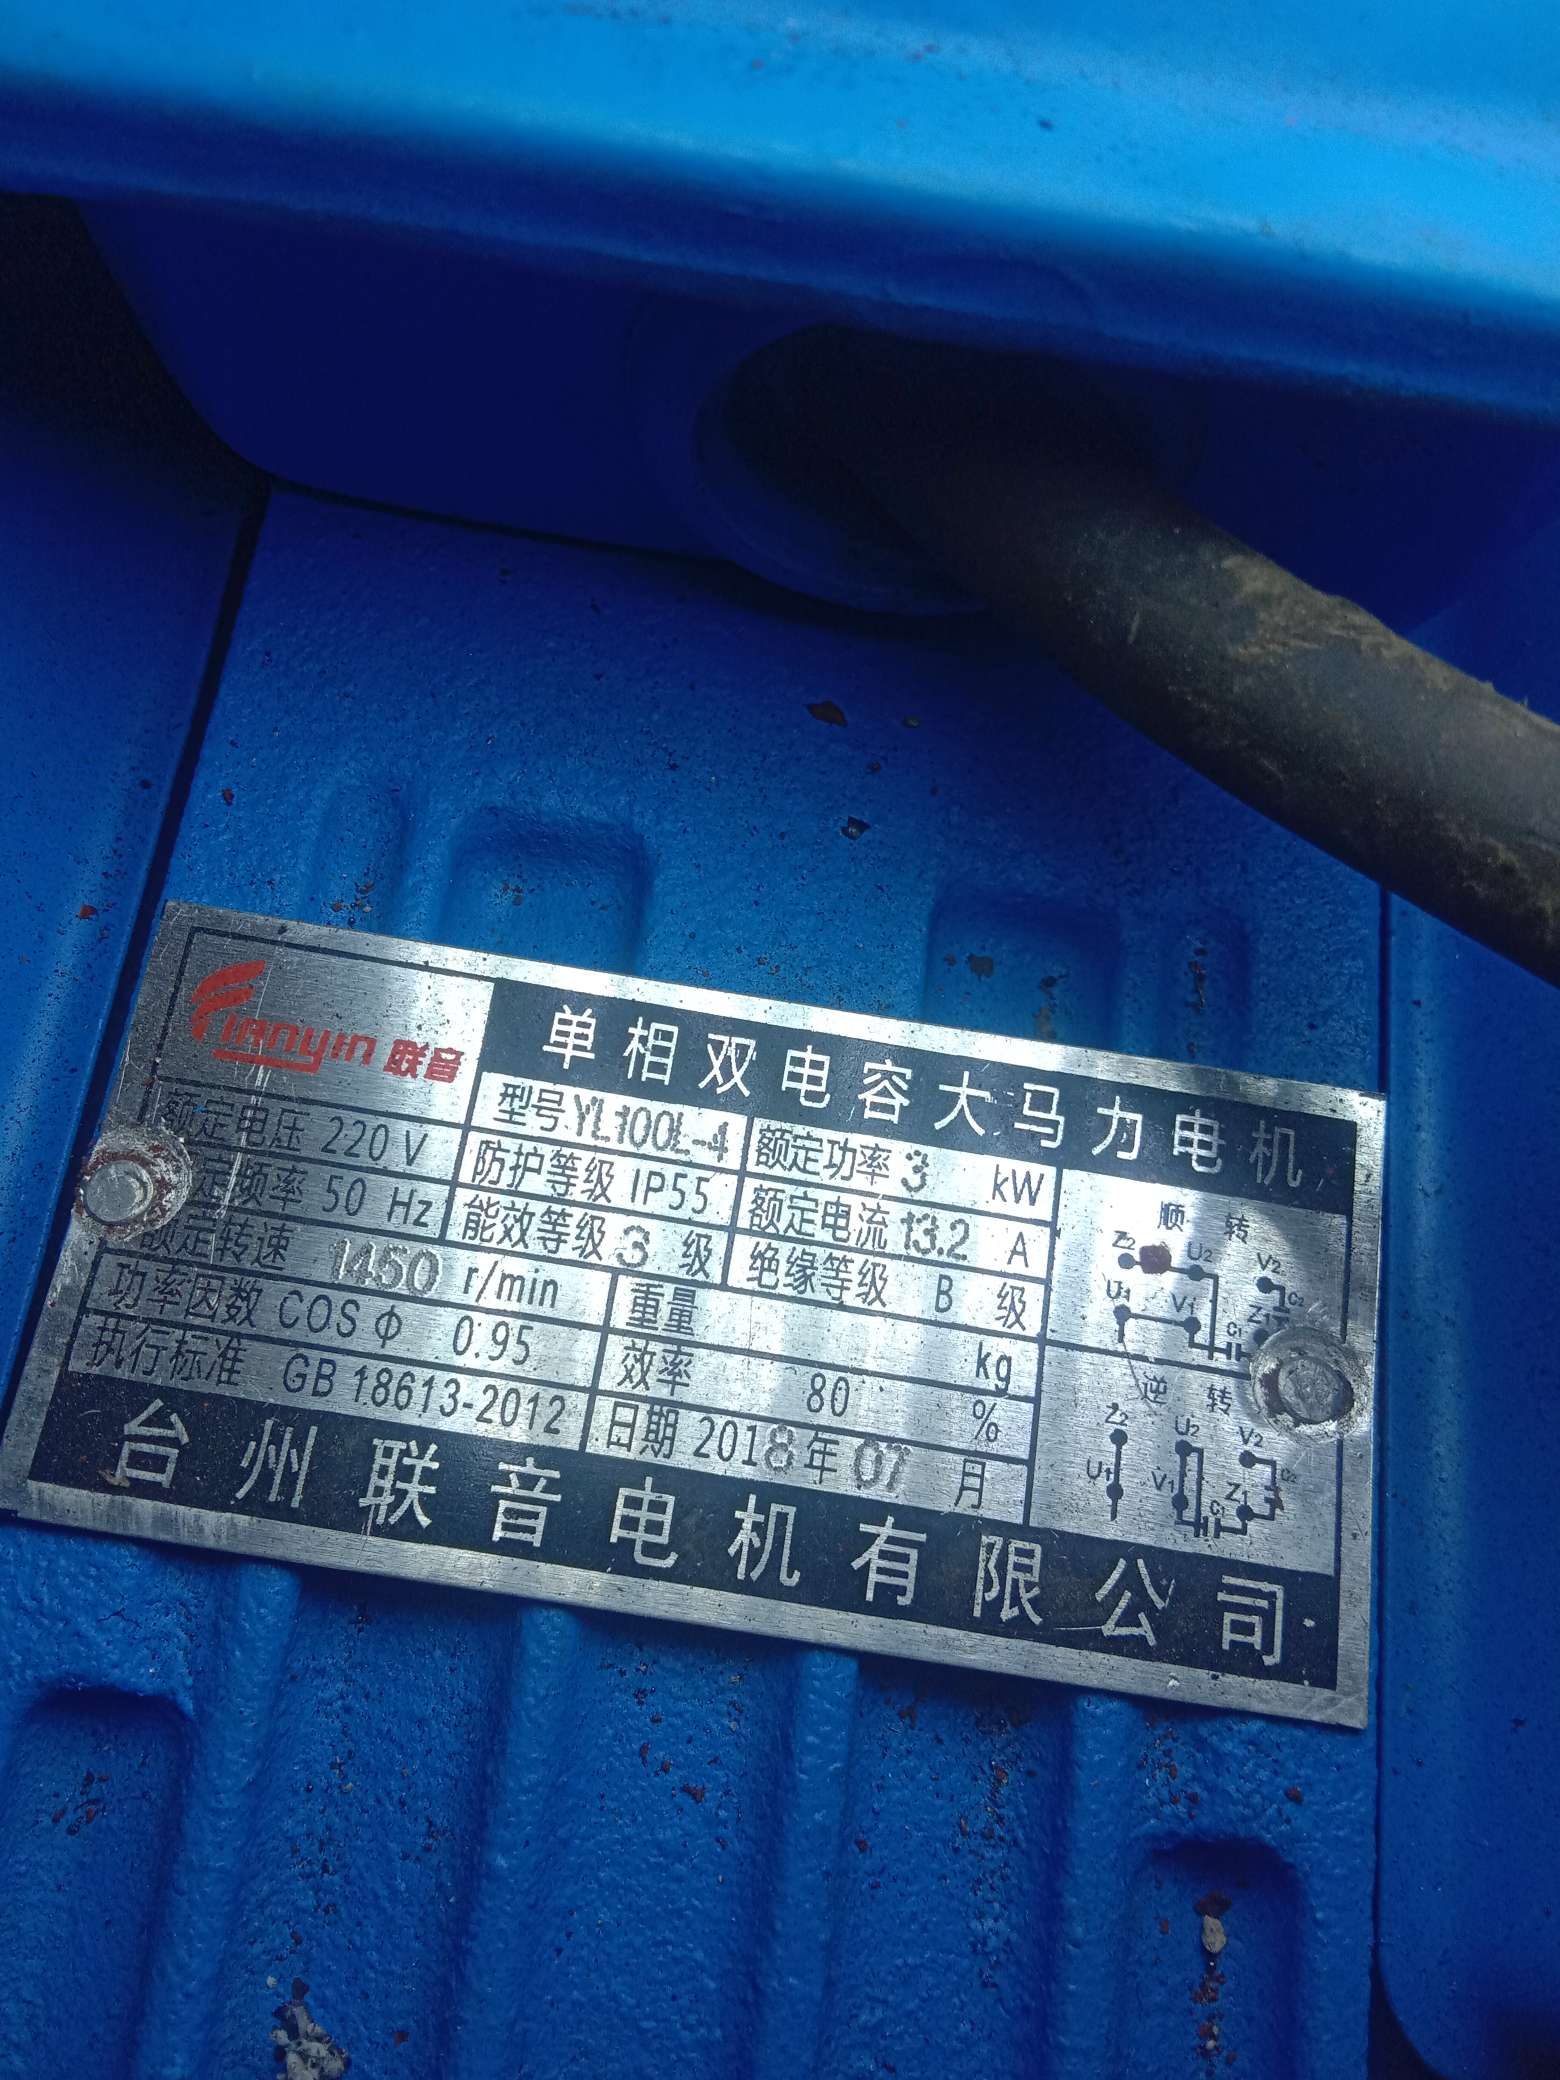 LIANYIN 联音
单相双电容大马力电机
额定电压 220 V
型号 YL100L-4
额定功率 3 kW
定频率 50 Hz
防护等级 IP55
额定电流 13.2 A
额定转速 1450 r/min
能效等级 3 级
绝缘等级 B 级
功率因数 COSΦ 0.95
重量 kg
执行标准 GB 18613-2012
效率 80 %
日期 2018年07月
顺 转
Z2 U2 V2
U1 V1 Z1 C1 C2
逆 转
Z2 U2 V2
U1 V1 Z1 C1 C2
台州联音电机有限公司